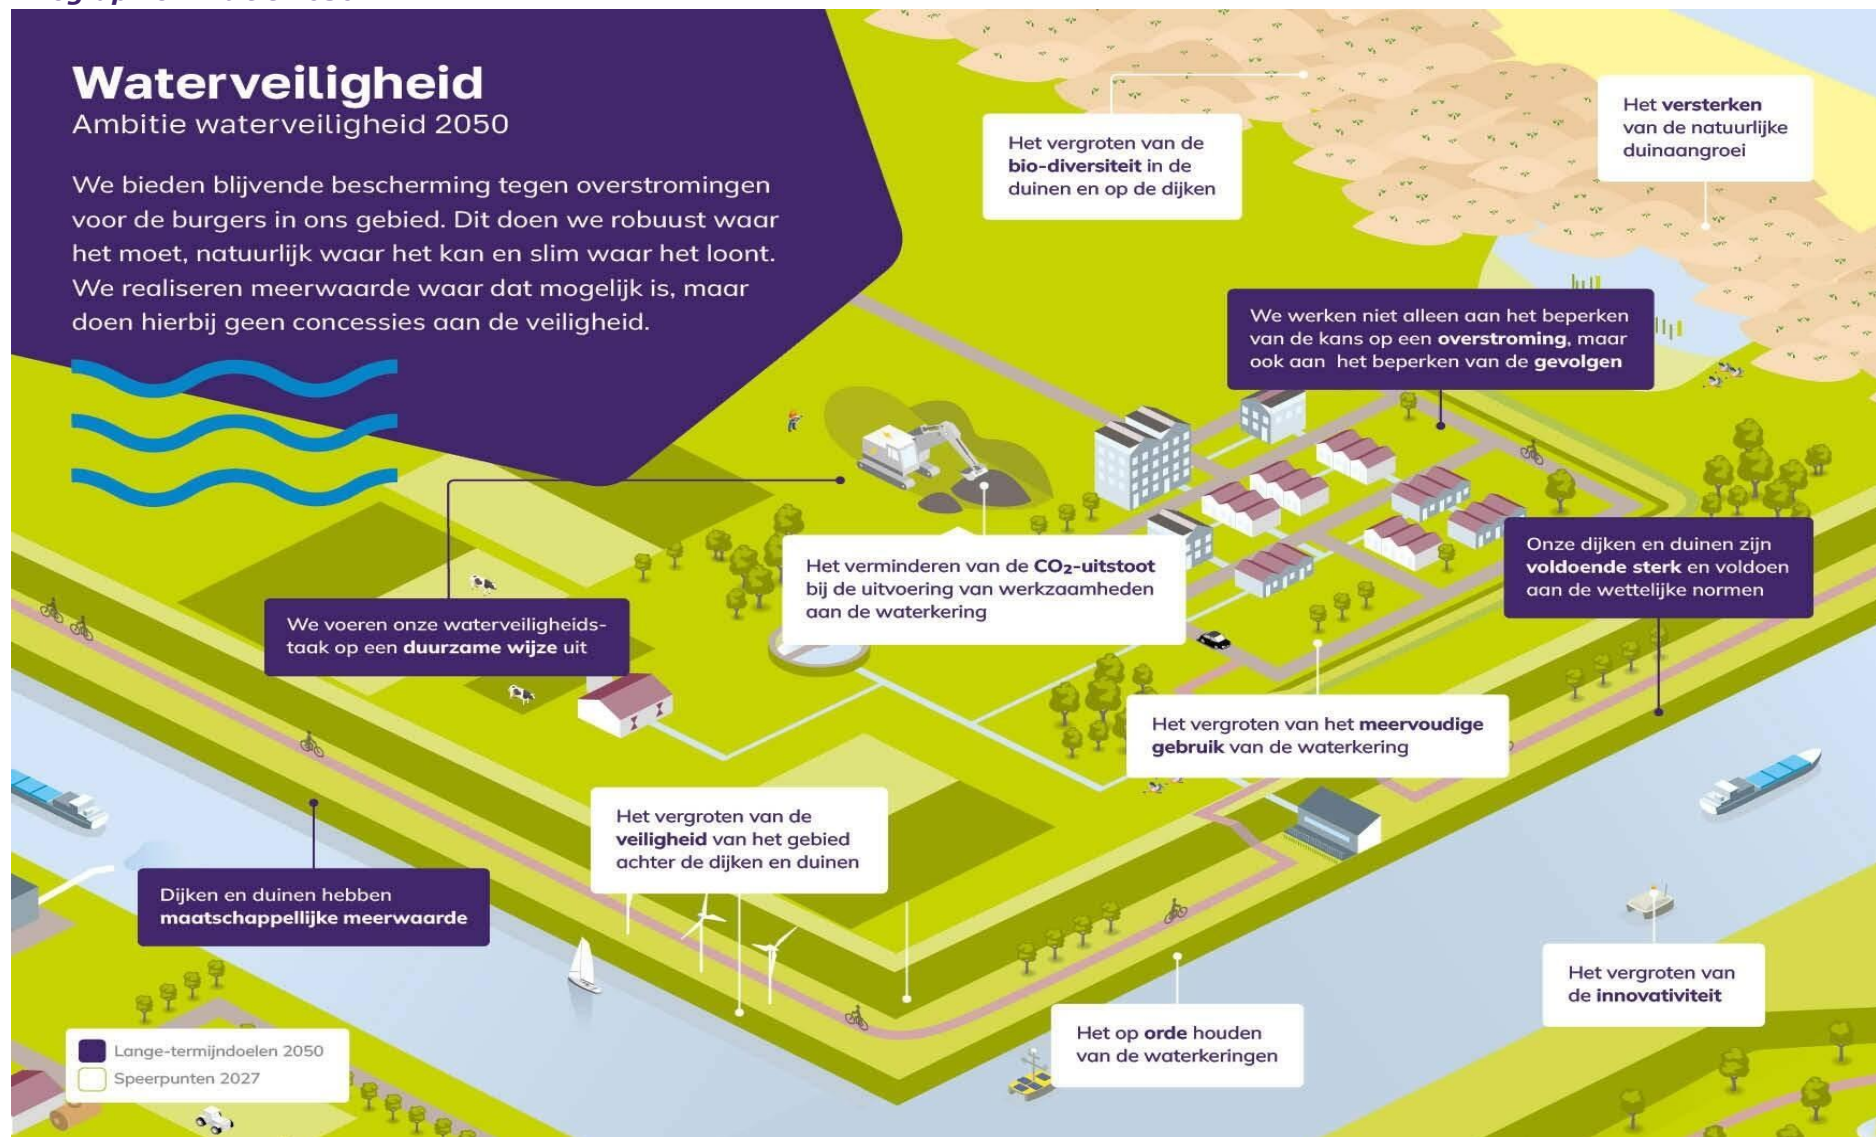 Waterveiligheid
Ambitie waterveiligheid 2050
We bieden blijvende bescherming tegen overstromingen
voor de burgers in ons gebied. Dit doen we robuust waar
het moet, natuurlijk waar het kan en slim waar het loont.
We realiseren meerwaarde waar dat mogelijk is, maar
doen hierbij geen concessies aan de veiligheid.
Het vergroten van de
bio-diversiteit in de
duinen en op de dijken
Het versterken
van de natuurlijke
duinaangroei
We werken niet alleen aan het beperken
van de kans op een overstroming, maar
ook aan het beperken van de gevolgen
Het verminderen van de CO₂-uitstoot
bij de uitvoering van werkzaamheden
aan de waterkering
Onze dijken en duinen zijn
voldoende sterk en voldoen
aan de wettelijke normen
We voeren onze waterveiligheids-
taak op een duurzame wijze uit
Het vergroten van het meervoudige
gebruik van de waterkering
Het vergroten van de
veiligheid van het gebied
achter de dijken en duinen
Dijken en duinen hebben
maatschappelijke meerwaarde
Het vergroten van
de innovativiteit
Het op orde houden
van de waterkeringen
Lange-termijndoelen 2050
Speerpunten 2027